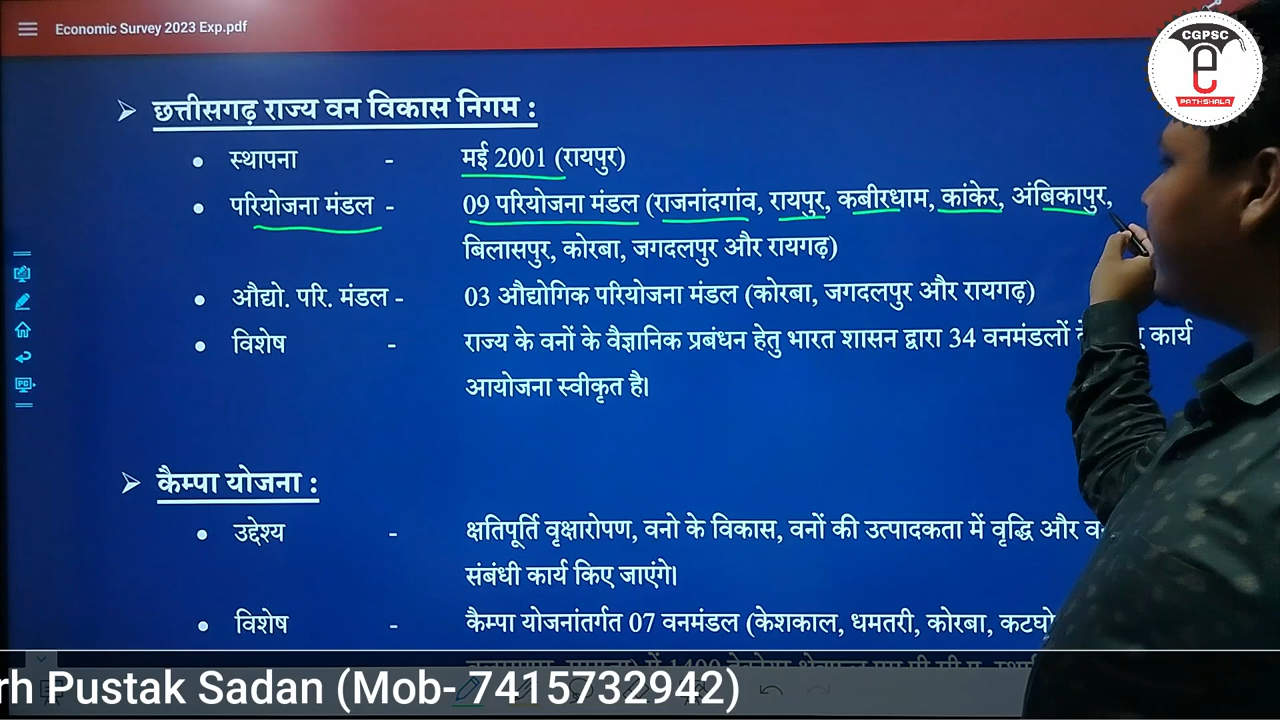 Economic Survey 2023 Exp.pdf
CGPSC
e
PATHSHALA
➢ छत्तीसगढ़ राज्य वन विकास निगम :
• स्थापना - मई 2001 (रायपुर)
• परियोजना मंडल - 09 परियोजना मंडल (राजनांदगांव, रायपुर, कबीरधाम, कांकेर, अंबिकापुर,
बिलासपुर, कोरबा, जगदलपुर और रायगढ़)
• औद्यो. परि. मंडल - 03 औद्योगिक परियोजना मंडल (कोरबा, जगदलपुर और रायगढ़)
• विशेष - राज्य के वनों के वैज्ञानिक प्रबंधन हेतु भारत शासन द्वारा 34 वनमंडलों कार्य
आयोजना स्वीकृत है।
➢ कैम्पा योजना :
• उद्देश्य - क्षतिपूर्ति वृक्षारोपण, वनो के विकास, वनों की उत्पादकता में वृद्धि और
संबंधी कार्य किए जाएंगे।
• विशेष - कैम्पा योजनांतर्गत 07 वनमंडल (केशकाल, धमतरी, कोरबा,
rh Pustak Sadan (Mob- 7415732942)